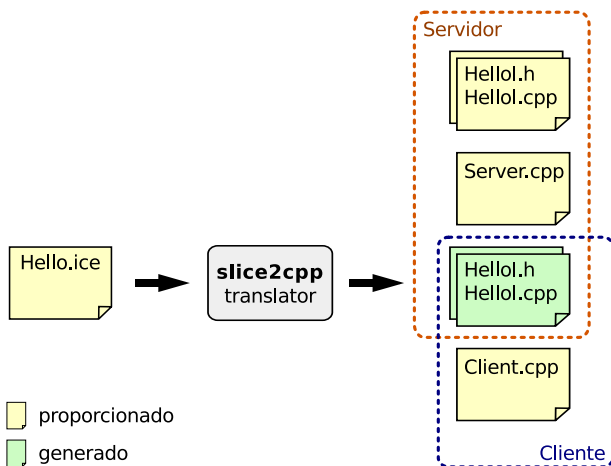 Servidor
HelloI.h
HelloI.cpp
Server.cpp
Hello.ice
slice2cpp
translator
HelloI.h
HelloI.cpp
Client.cpp
proporcionado
generado
Cliente